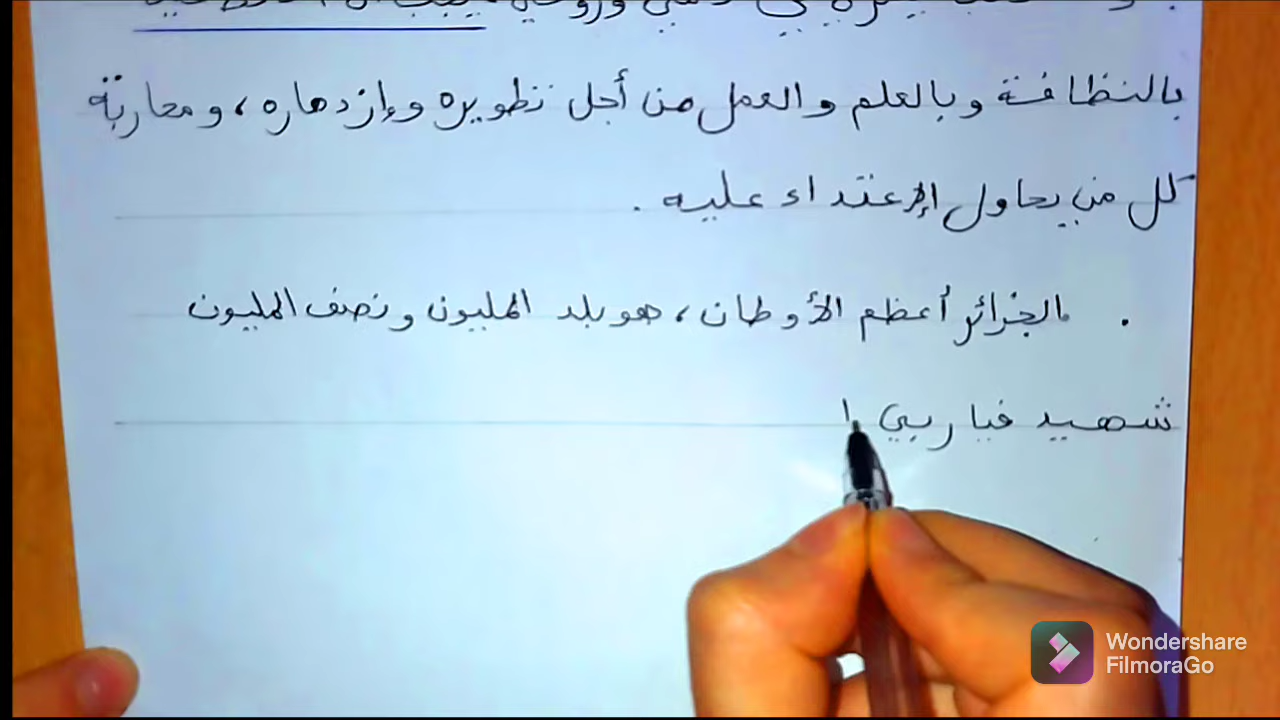 بالنظافة وبالعلم والعمل من أجل تطويره وإزدهاره، ومحاربة
كل من يحاول الإعتداء عليه .
. الجزائر أعظم الأوطان، هو بلد المليون ونصف المليون
شهيد فيا ربي ا
Wondershare
FilmoraGo